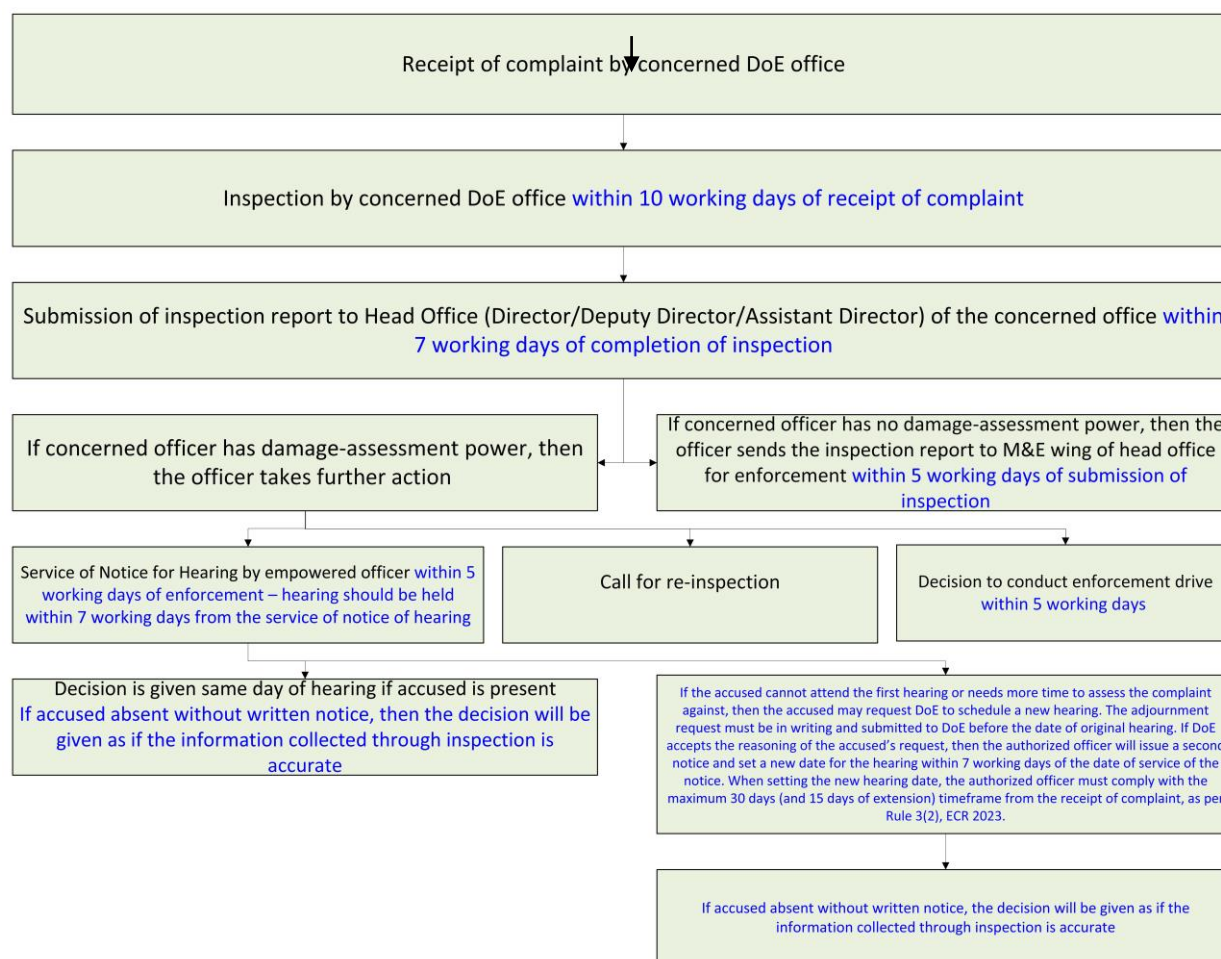 Receipt of complaint by concerned DoE office
Inspection by concerned DoE office within 10 working days of receipt of complaint
Submission of inspection report to Head Office (Director/Deputy Director/Assistant Director) of the concerned office within
7 working days of completion of inspection
If concerned officer has damage-assessment power, then
the officer takes further action
If concerned officer has no damage-assessment power, then the
officer sends the inspection report to M&E wing of head office
for enforcement within 5 working days of submission of
inspection
Service of Notice for Hearing by empowered officer within 5
working days of enforcement – hearing should be held
within 7 working days from the service of notice of hearing
Call for re-inspection
Decision to conduct enforcement drive
within 5 working days
Decision is given same day of hearing if accused is present
If accused absent without written notice, then the decision will be
given as if the information collected through inspection is
accurate
If the accused cannot attend the first hearing or needs more time to assess the complaint
against, then the accused may request DoE to schedule a new hearing. The adjournment
request must be in writing and submitted to DoE before the date of original hearing. If DoE
accepts the reasoning of the accused's request, then the authorized officer will issue a second
notice and set a new date for the hearing within 7 working days of the date of service of the
notice. When setting the new hearing date, the authorized officer must comply with the
maximum 30 days (and 15 days of extension) timeframe from the receipt of complaint, as per
Rule 3(2), ECR 2023.
If accused absent without written notice, the decision will be given as if the
information collected through inspection is accurate